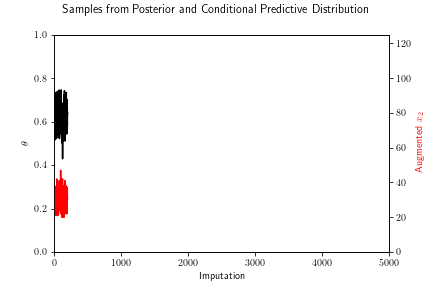 Samples from Posterior and Conditional Predictive Distribution
1.0
0.8
0.6
0.4
0.2
0.0
θ
120
100
80
60
40
20
0
Augmented x₂
0 1000 2000 3000 4000 5000
Imputation